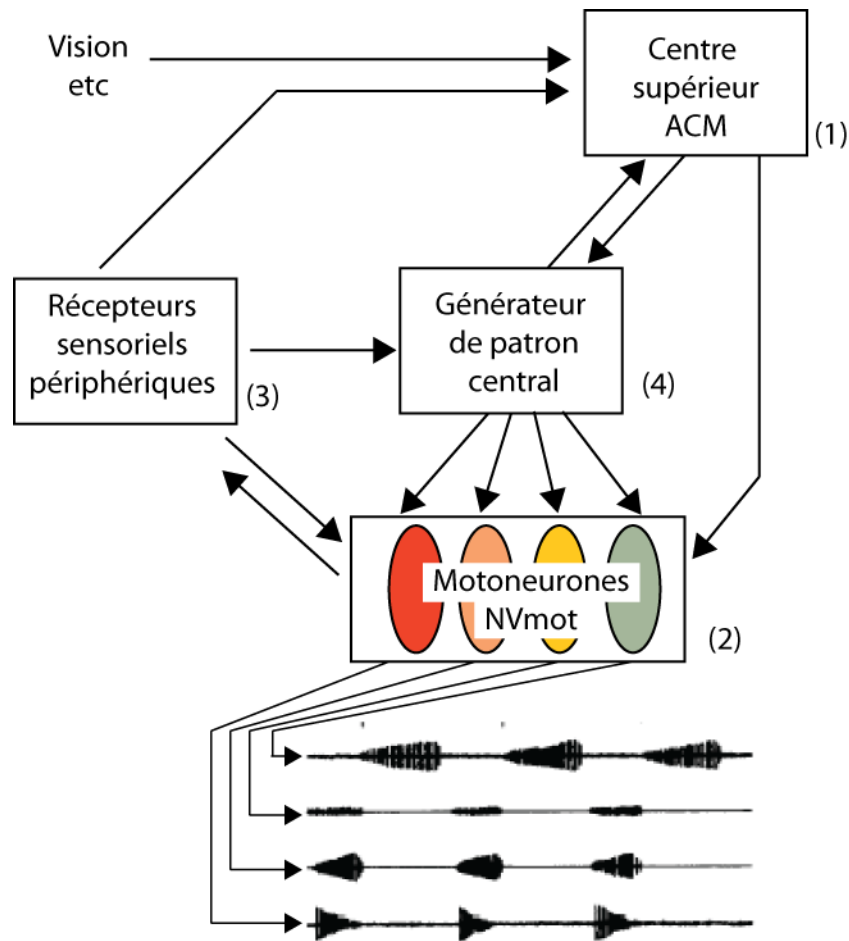 Vision
etc
Centre
supérieur
ACM
(1)
Récepteurs
sensoriels
périphériques
(3)
Générateur
de patron
central
(4)
Motoneurones
NVmot
(2)